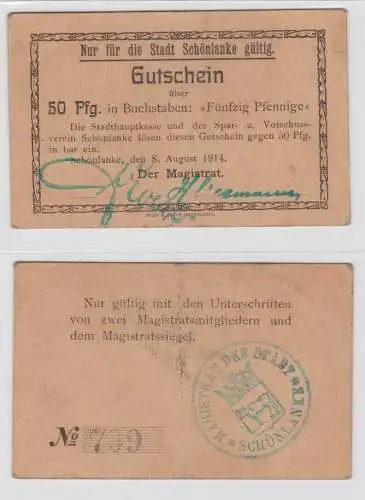 Nur für die Stadt Schönlanke gültig.
Gutschein
über
50 Pfg. in Buchstaben: »Fünfzig Pfennige«
Die Stadthauptkasse und der Spar- u. Vorschuss-
verein Schönlanke lösen diesen Gutschein gegen 50 Pfg.
in bar ein.
Schönlanke, den 8. August 1914.
Der Magistrat.
Nur gültig mit den Unterschriften
von zwei Magistratsmitgliedern und
dem Magistratssiegel.
MAGISTRAT DER STADT
SCHÖNLANKE
No 799